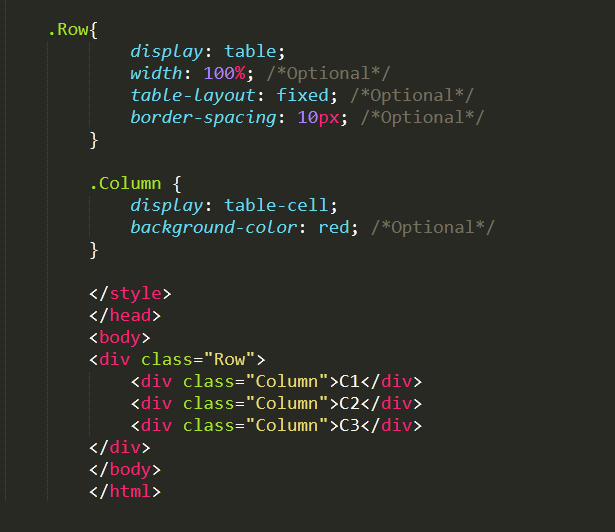 .Row{
display: table;
width: 100%; /*Optional*/
table-layout: fixed; /*Optional*/
border-spacing: 10px; /*Optional*/
}
.Column {
display: table-cell;
background-color: red; /*Optional*/
}
</style>
</head>
<body>
<div class="Row">
<div class="Column">C1</div>
<div class="Column">C2</div>
<div class="Column">C3</div>
</div>
</body>
</html>